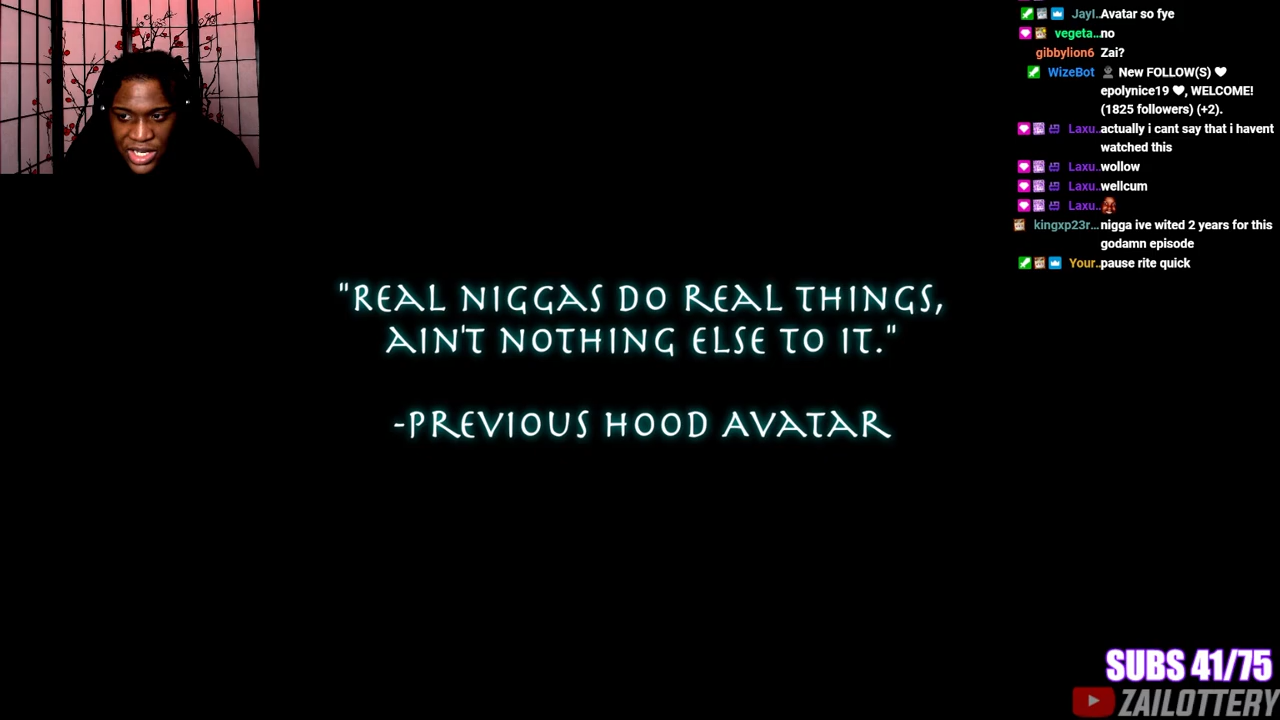 "REAL NIGGAS DO REAL THINGS,
AIN'T NOTHING ELSE TO IT."
-PREVIOUS HOOD AVATAR
Jayl.. Avatar so fye
vegeta.. no
gibbylion6 Zai?
WizeBot New FOLLOW(S)
epolynice19 , WELCOME!
(1825 followers) (+2).
Laxu.. actually i cant say that i havent
watched this
Laxu.. wollow
Laxu.. wellcum
Laxu..
kingxp23r... nigga ive wited 2 years for this
godamn episode
Your.. pause rite quick
SUBS 41/75
ZAILOTTERY